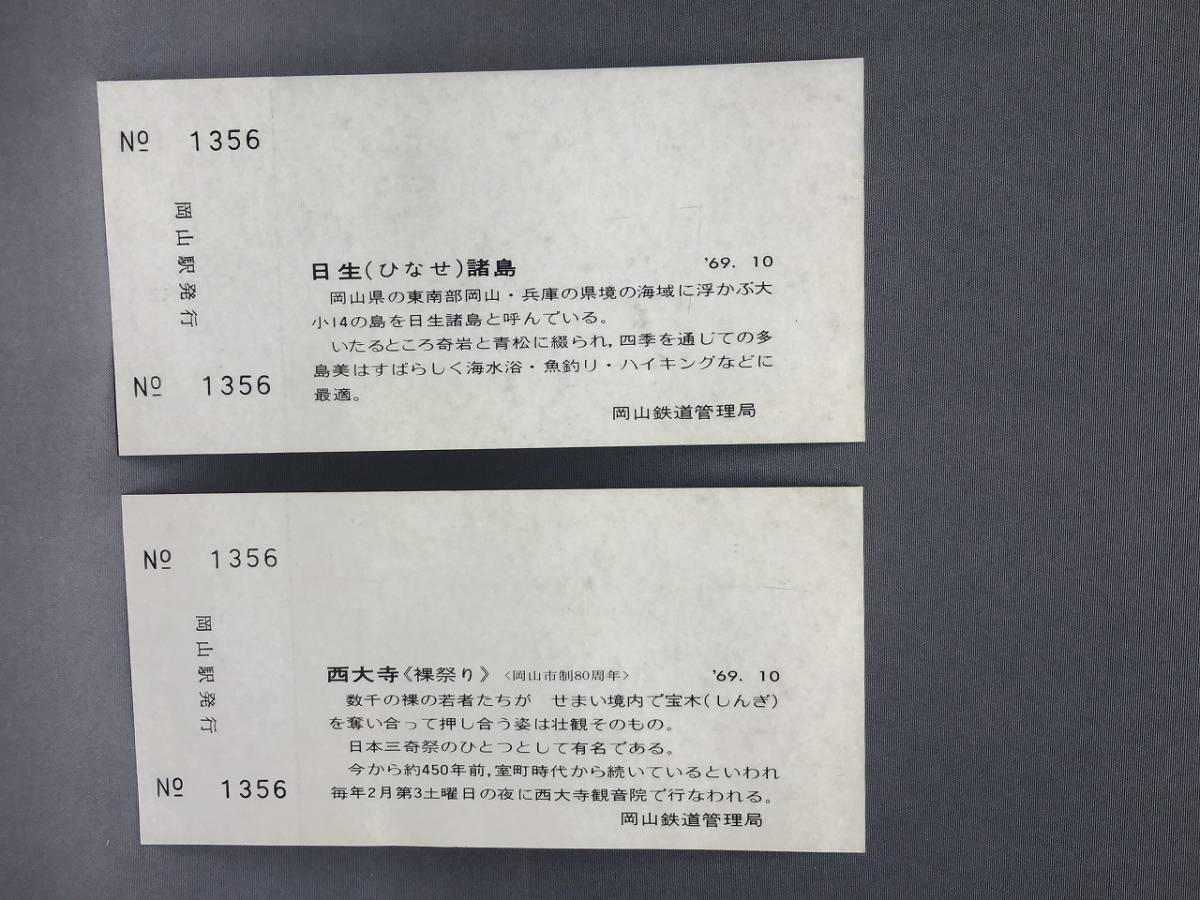 No 1356
岡山駅発行
No 1356
日生(ひなせ)諸島 '69. 10
岡山県の東南部岡山・兵庫の県境の海域に浮かぶ大
小14の島を日生諸島と呼んでいる。
いたるところ奇岩と青松に綴られ,四季を通じての多
島美はすばらしく海水浴・魚釣り・ハイキングなどに
最適。
岡山鉄道管理局
No 1356
岡山駅発行
No 1356
西大寺《裸祭り》〈岡山市制80周年〉 '69. 10
数千の裸の若者たちが せまい境内で宝木(しんぎ)
を奪い合って押し合う姿は壮観そのもの。
日本三奇祭のひとつとして有名である。
今から約450年前,室町時代から続いているといわれ
毎年2月第3土曜日の夜に西大寺観音院で行なわれる。
岡山鉄道管理局